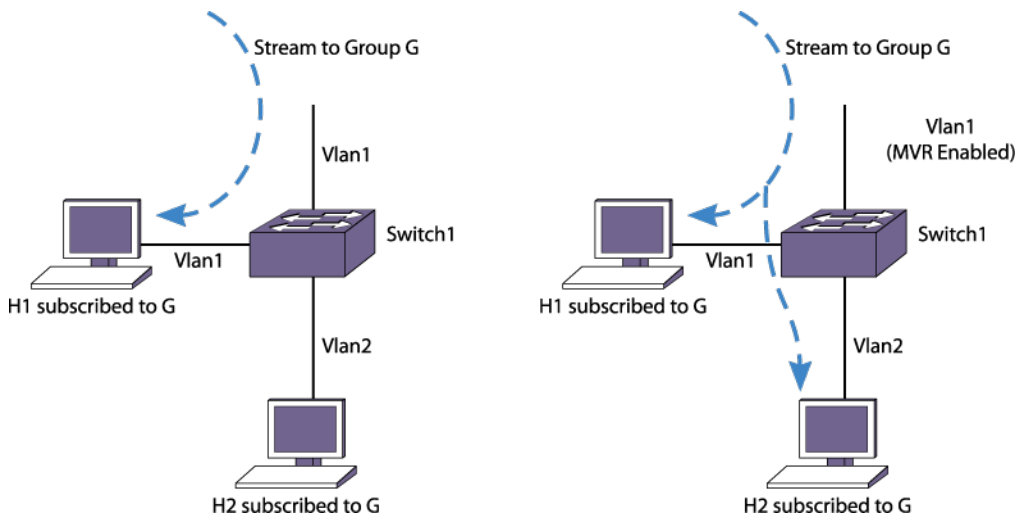 Stream to Group G
Vlan1
Switch1
Vlan1
H1 subscribed to G
Vlan2
H2 subscribed to G
Stream to Group G
Vlan1
(MVR Enabled)
Switch1
Vlan1
H1 subscribed to G
Vlan2
H2 subscribed to G